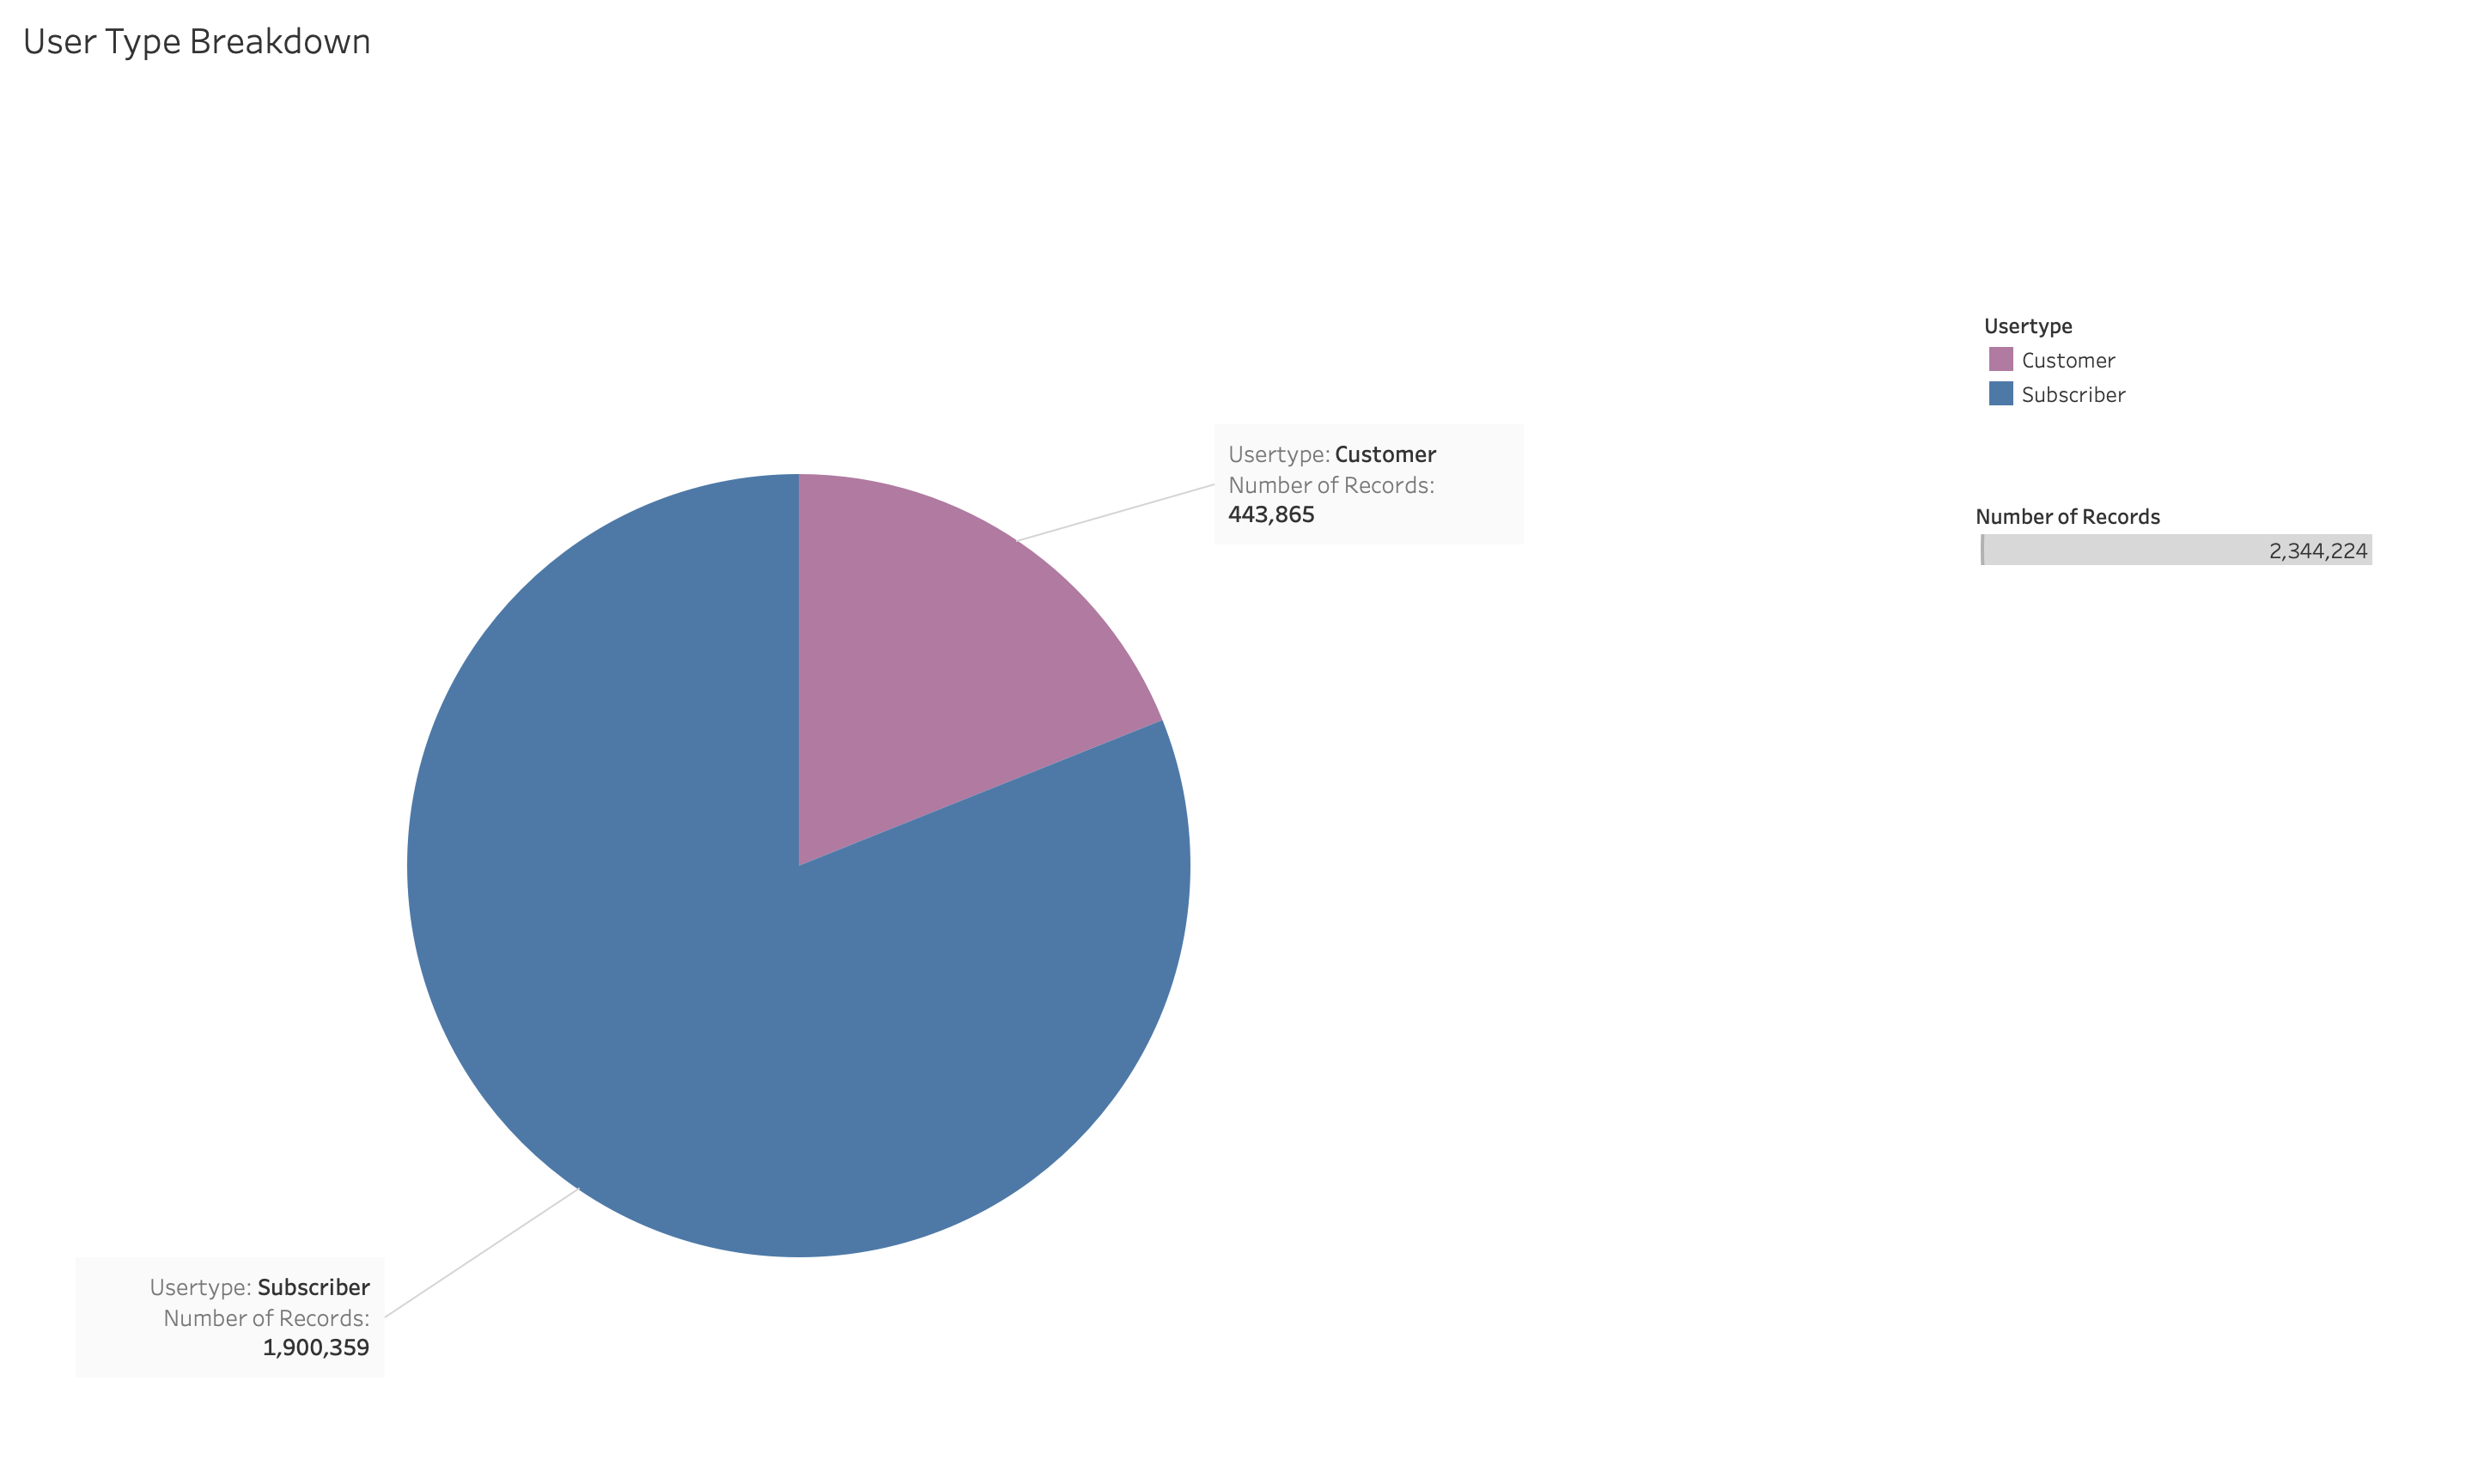 User Type Breakdown
Usertype
Customer
Subscriber
Usertype: Customer
Number of Records:
443,865
Number of Records
2,344,224
Usertype: Subscriber
Number of Records:
1,900,359